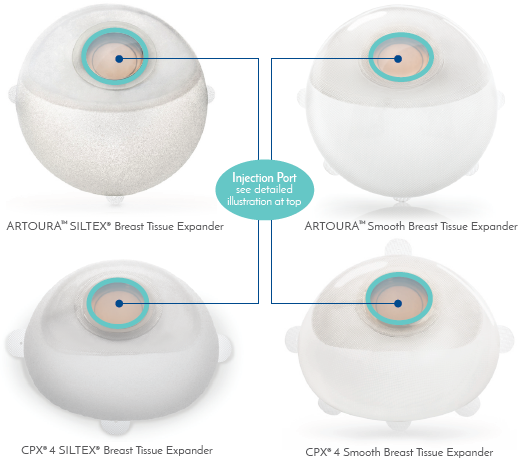 Injection Port
see detailed
illustration at top
ARTOURA™ SILTEX® Breast Tissue Expander
ARTOURA™ Smooth Breast Tissue Expander
CPX® 4 SILTEX® Breast Tissue Expander
CPX® 4 Smooth Breast Tissue Expander